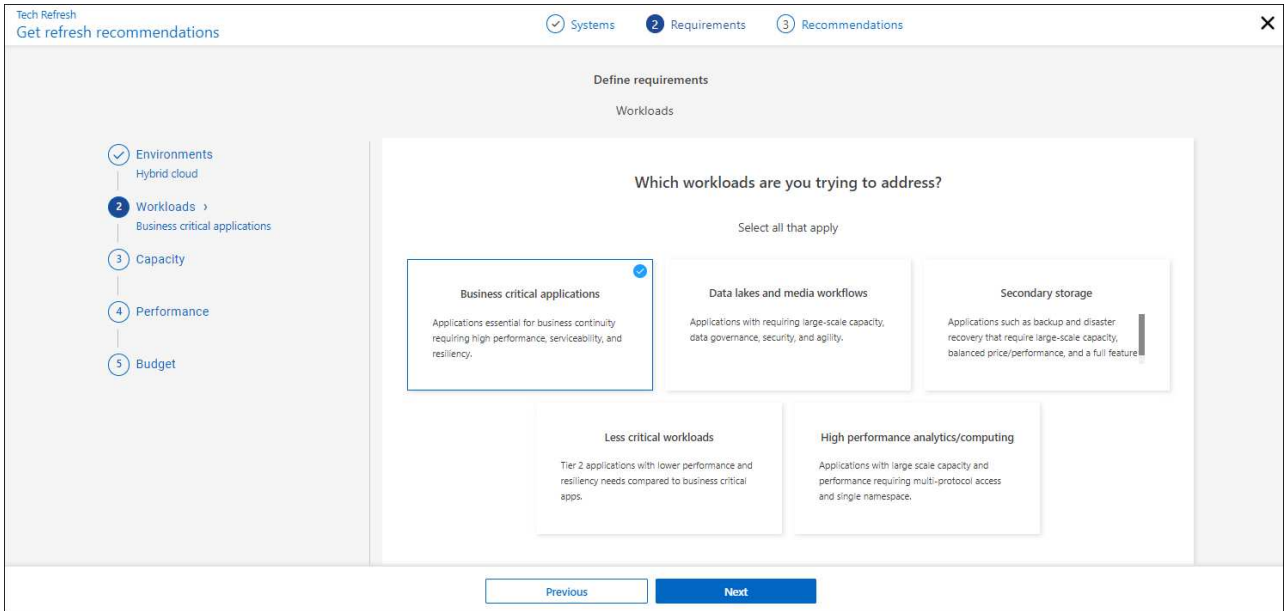 Tech Refresh
Get refresh recommendations
Systems
2 Requirements
3 Recommendations
Define requirements
Workloads
Environments
Hybrid cloud
2 Workloads >
Business critical applications
3 Capacity
4 Performance
5 Budget
Which workloads are you trying to address?
Select all that apply
Business critical applications
Applications essential for business continuity
requiring high performance, serviceability, and
resiliency.
Data lakes and media workflows
Applications with requiring large-scale capacity,
data governance, security, and agility.
Secondary storage
Applications such as backup and disaster
recovery that require large-scale capacity,
balanced price/performance, and a full feature
Less critical workloads
Tier 2 applications with lower performance and
resiliency needs compared to business critical
apps.
High performance analytics/computing
Applications with large scale capacity and
performance requiring multi-protocol access
and single namespace.
Previous
Next